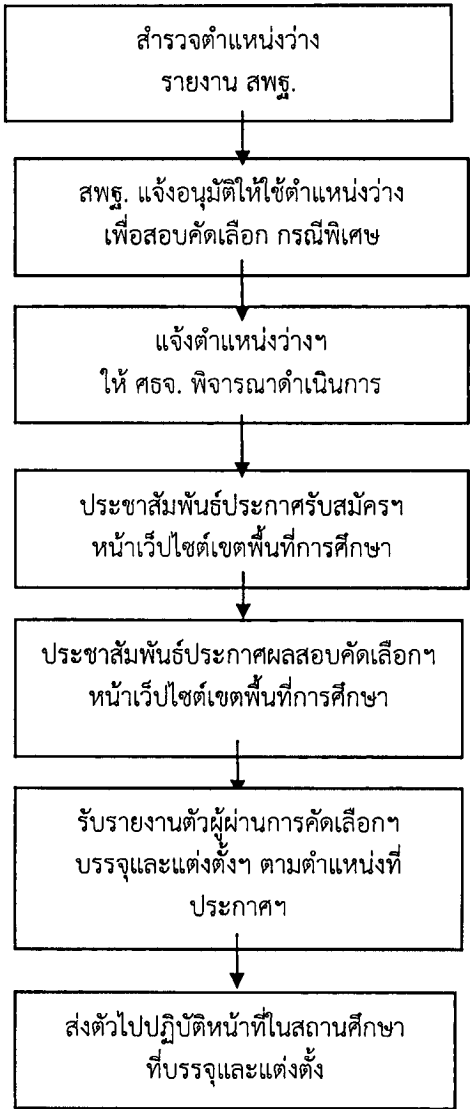 สำรวจตำแหน่งว่าง
รายงาน สพฐ.
สพฐ. แจ้งอนุมัติให้ใช้ตำแหน่งว่าง
เพื่อสอบคัดเลือก กรณีพิเศษ
แจ้งตำแหน่งว่างฯ
ให้ ศธจ. พิจารณาดำเนินการ
ประชาสัมพันธ์ประกาศรับสมัครฯ
หน้าเว็บไซต์เขตพื้นที่การศึกษา
ประชาสัมพันธ์ประกาศผลสอบคัดเลือกฯ
หน้าเว็บไซต์เขตพื้นที่การศึกษา
รับรายงานตัวผู้ผ่านการคัดเลือกฯ
บรรจุและแต่งตั้งฯ ตามตำแหน่งที่
ประกาศฯ
ส่งตัวไปปฏิบัติหน้าที่ในสถานศึกษา
ที่บรรจุและแต่งตั้ง